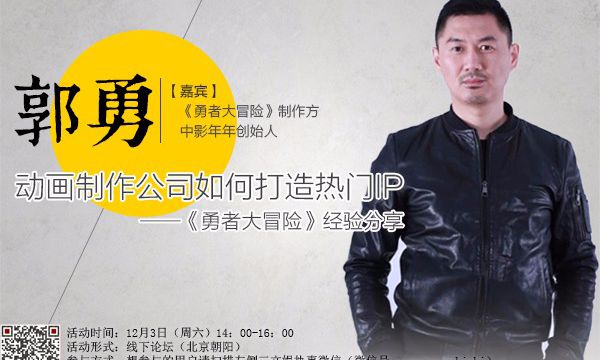 郭勇
【嘉宾】
《勇者大冒险》制作方
中影年年创始人
动画制作公司如何打造热门IP
——《勇者大冒险》经验分享
活动时间：12月3日（周六）14：00-16：00
活动形式：线下论坛（北京朝阳）